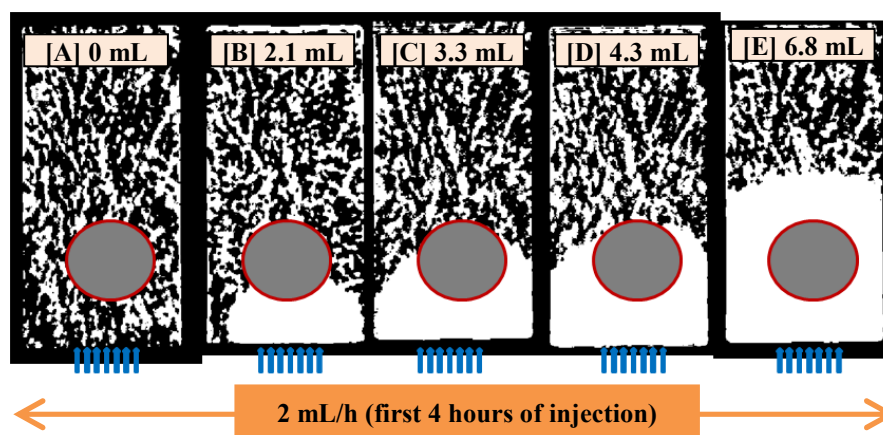 [A] 0 mL
[B] 2.1 mL
[C] 3.3 mL
[D] 4.3 mL
[E] 6.8 mL
2 mL/h (first 4 hours of injection)